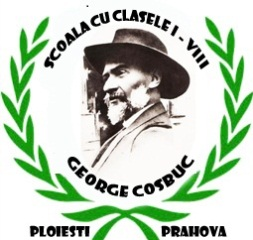 SCOALA CU CLASELE I - VIII
GEORGE COSBUC
PLOIESTI PRAHOVA